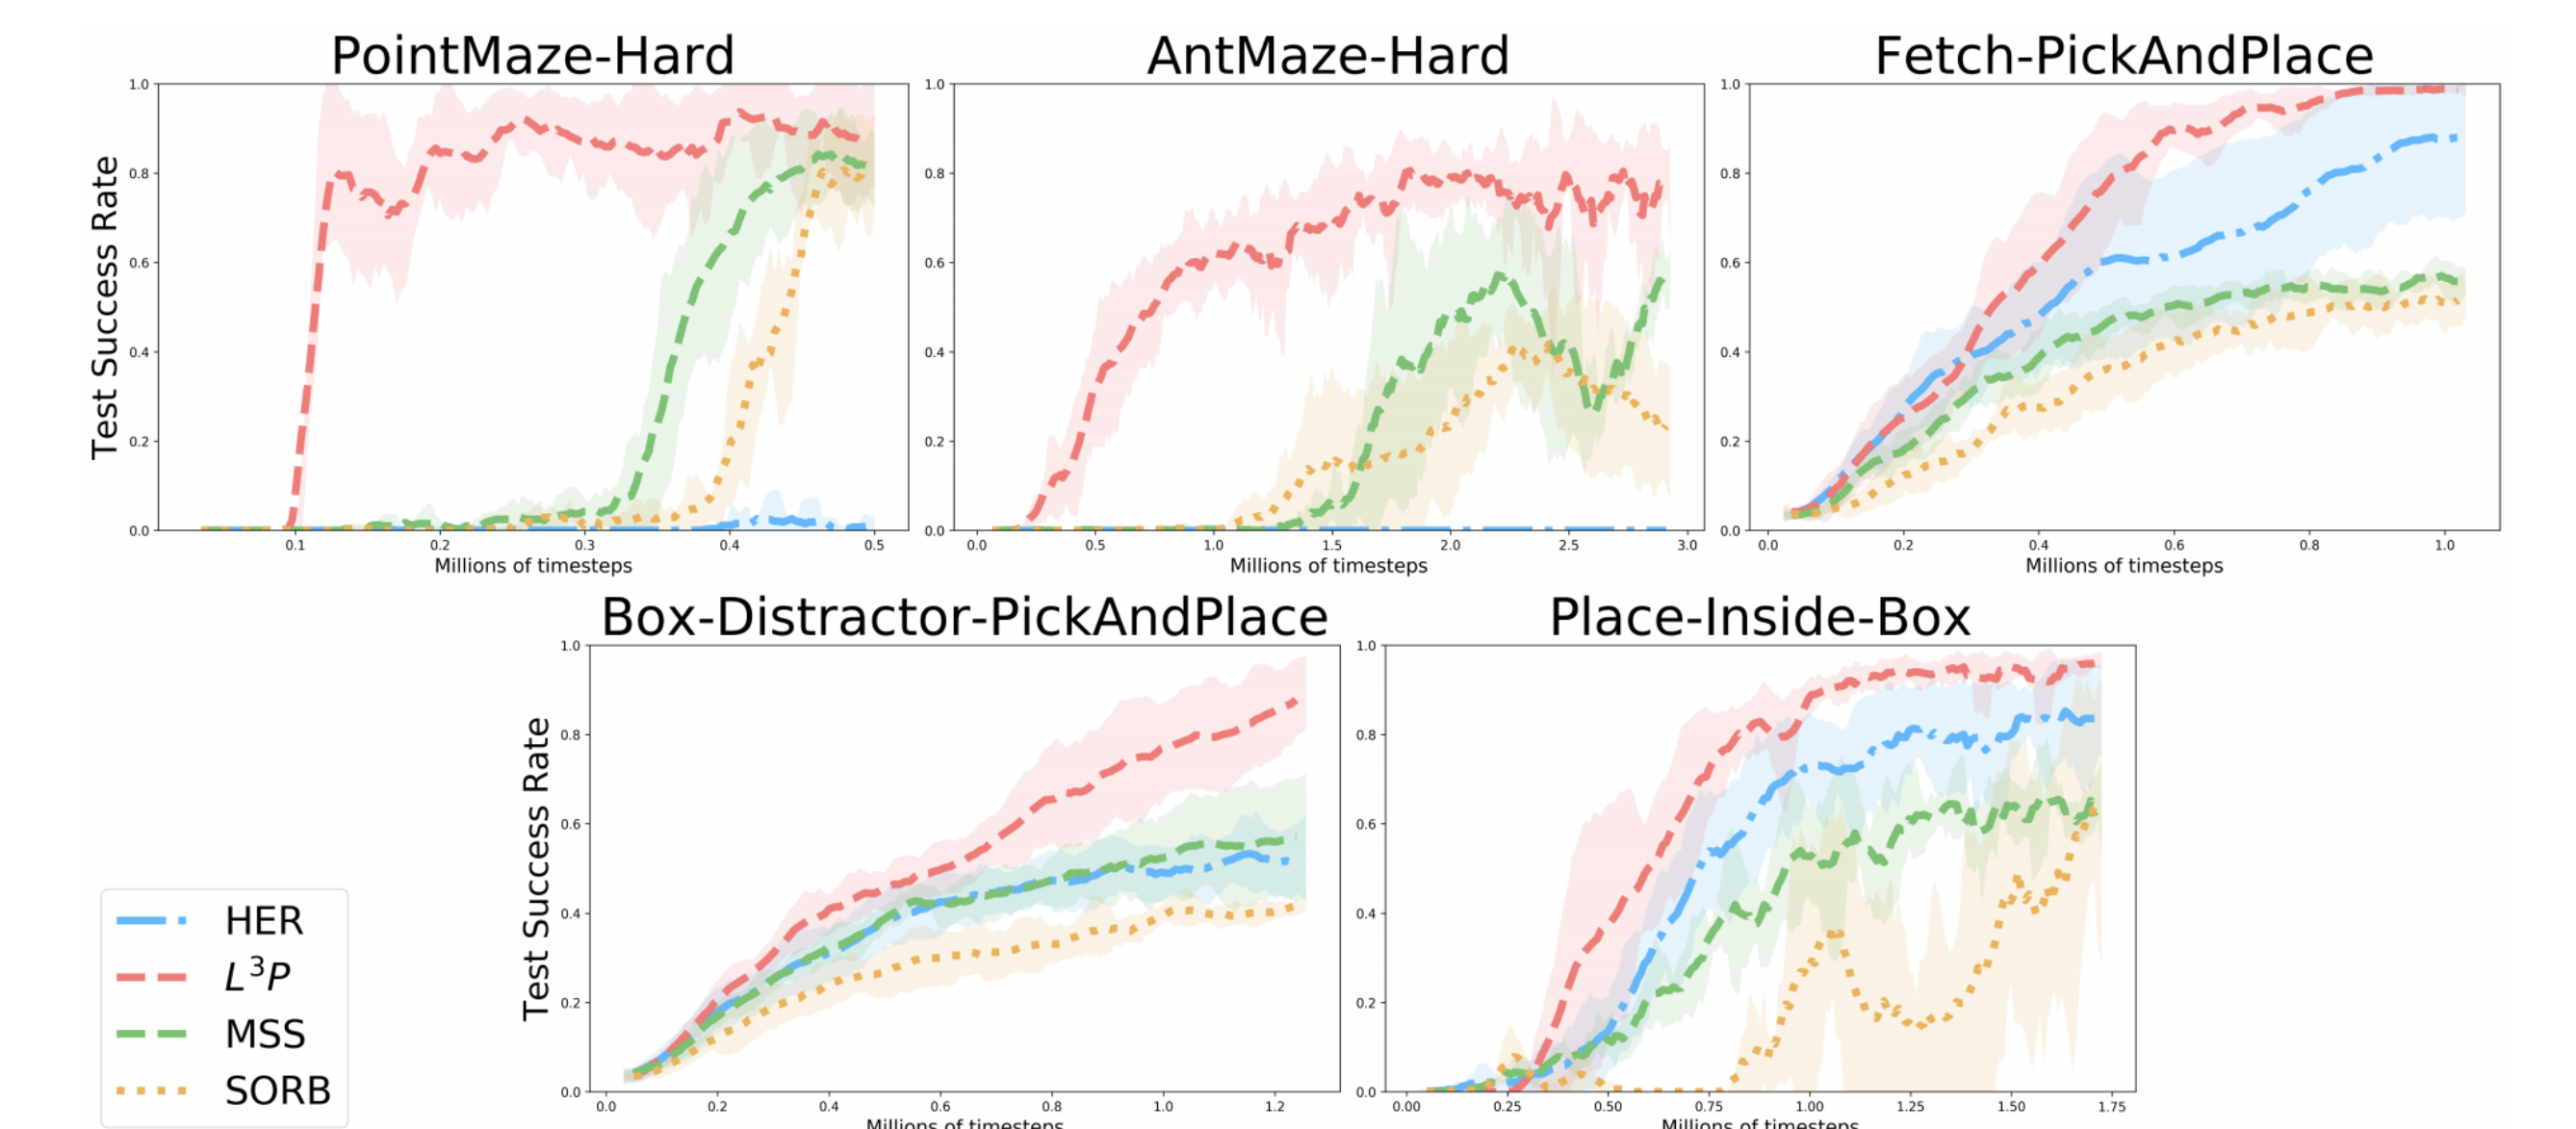 PointMaze-Hard
AntMaze-Hard
Fetch-PickAndPlace
Test Success Rate
1.0
0.8
0.6
0.4
0.2
0.0
0.1 0.2 0.3 0.4 0.5
Millions of timesteps
1.0
0.8
0.6
0.4
0.2
0.0
0.0 0.5 1.0 1.5 2.0 2.5 3.0
Millions of timesteps
1.0
0.8
0.6
0.4
0.2
0.0
0.0 0.2 0.4 0.6 0.8 1.0
Millions of timesteps
Box-Distractor-PickAndPlace
Place-Inside-Box
Test Success Rate
1.0
0.8
0.6
0.4
0.2
0.0
0.0 0.2 0.4 0.6 0.8 1.0 1.2
Millions of timesteps
1.0
0.8
0.6
0.4
0.2
0.0
0.00 0.25 0.50 0.75 1.00 1.25 1.50 1.75
Millions of timesteps
HER
L³P
MSS
SORB